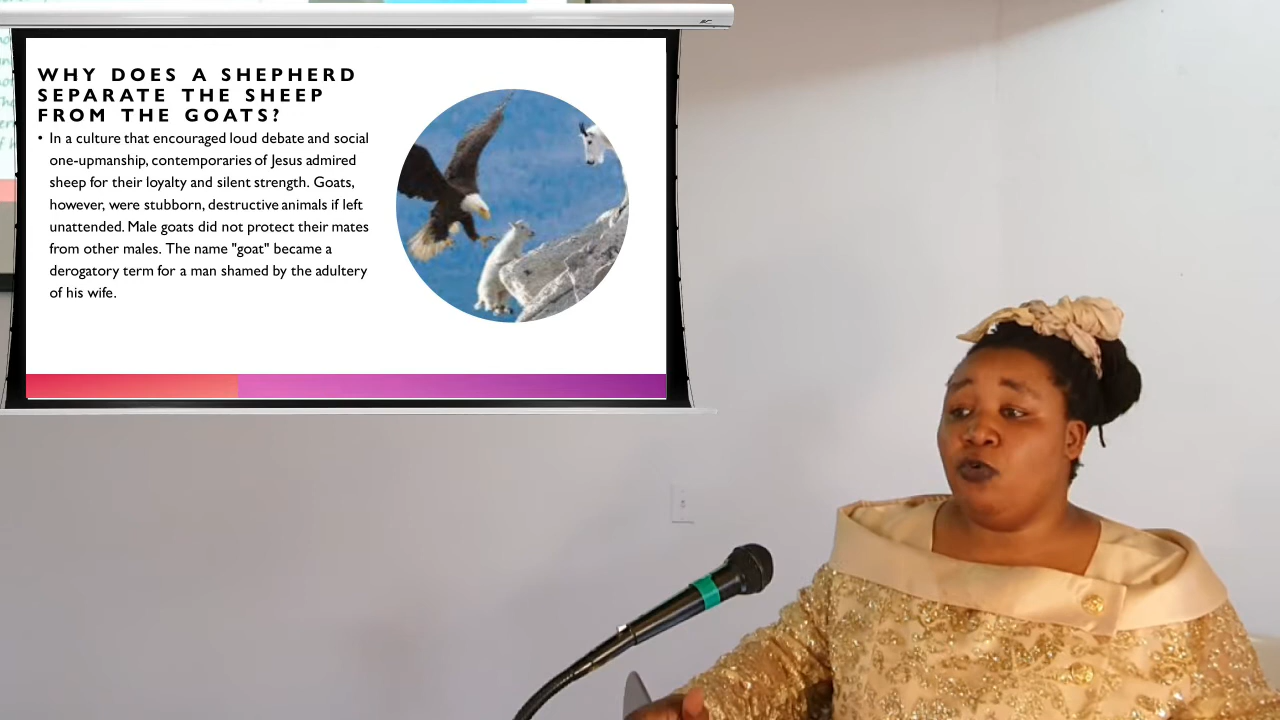 WHY DOES A SHEPHERD
SEPARATE THE SHEEP
FROM THE GOATS?
• In a culture that encouraged loud debate and social
one-upmanship, contemporaries of Jesus admired
sheep for their loyalty and silent strength. Goats,
however, were stubborn, destructive animals if left
unattended. Male goats did not protect their mates
from other males. The name "goat" became a
derogatory term for a man shamed by the adultery
of his wife.